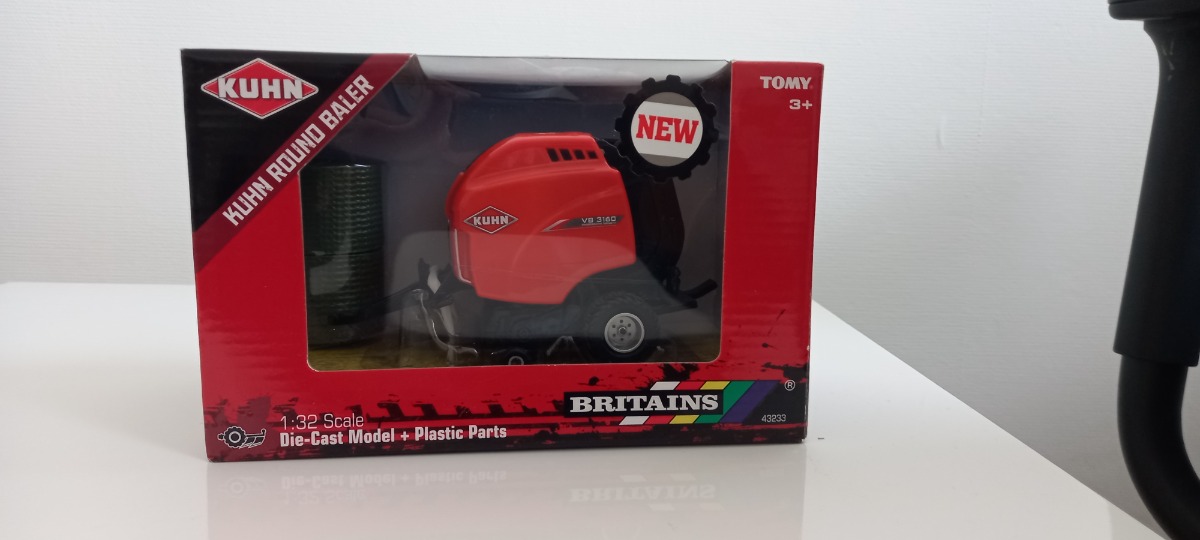 KUHN
KUHN ROUND BALER
TOMY
3+
NEW
KUHN
VB 3160
BRITAINS ®
43233
1:32 Scale
Die-Cast Model + Plastic Parts